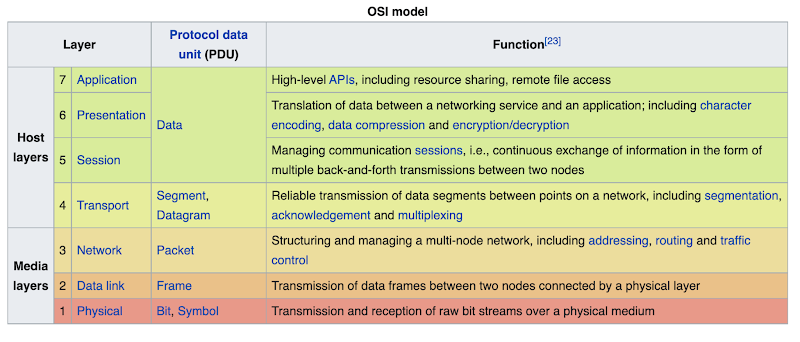 OSI model
Layer
Protocol data
unit (PDU)
Function[23]
Host
layers
7 Application
Data
High-level APIs, including resource sharing, remote file access
6 Presentation
Translation of data between a networking service and an application; including character
encoding, data compression and encryption/decryption
5 Session
Managing communication sessions, i.e., continuous exchange of information in the form of
multiple back-and-forth transmissions between two nodes
4 Transport
Segment,
Datagram
Reliable transmission of data segments between points on a network, including segmentation,
acknowledgement and multiplexing
Media
layers
3 Network
Packet
Structuring and managing a multi-node network, including addressing, routing and traffic
control
2 Data link
Frame
Transmission of data frames between two nodes connected by a physical layer
1 Physical
Bit, Symbol
Transmission and reception of raw bit streams over a physical medium